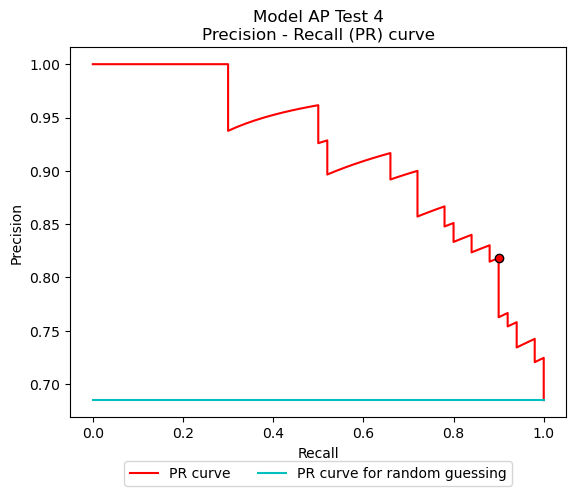 Model AP Test 4
Precision - Recall (PR) curve
1.00
0.95
0.90
0.85
0.80
0.75
0.70
Precision
0.0 0.2 0.4 0.6 0.8 1.0
Recall
PR curve PR curve for random guessing